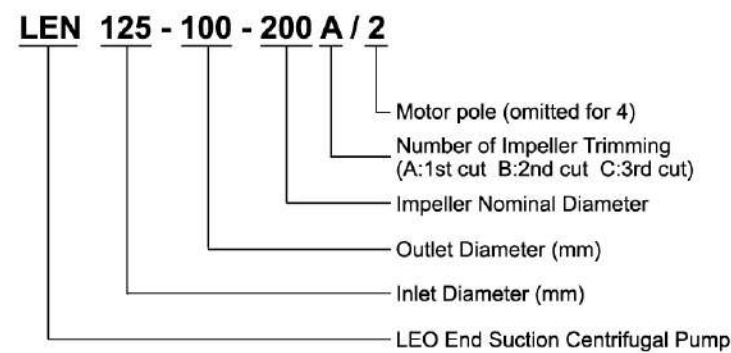 LEN 125 - 100 - 200 A / 2
Motor pole (omitted for 4)
Number of Impeller Trimming
(A:1st cut B:2nd cut C:3rd cut)
Impeller Nominal Diameter
Outlet Diameter (mm)
Inlet Diameter (mm)
LEO End Suction Centrifugal Pump